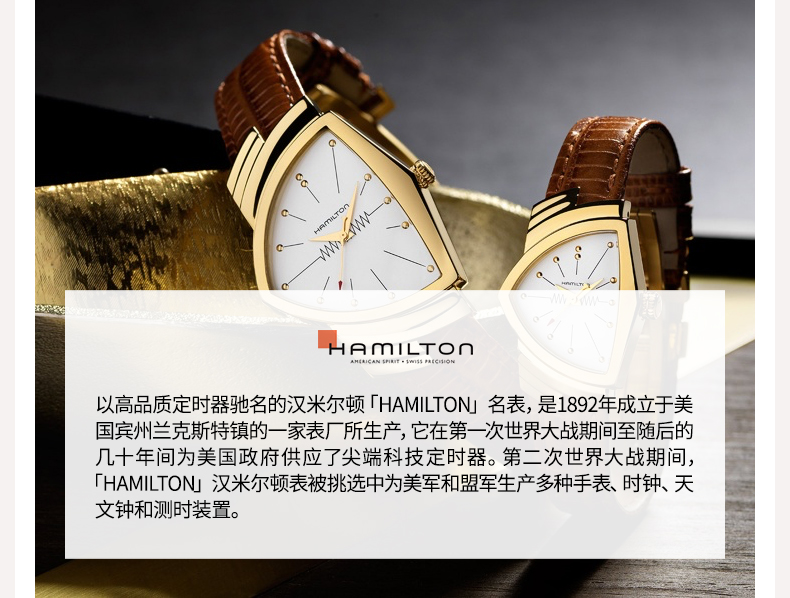 HAMILTON
HAMILTON
HAMILTON
AMERICAN SPIRIT • SWISS PRECISION
以高品质定时器驰名的汉米尔顿「HAMILTON」名表，是1892年成立于美
国宾州兰克斯特镇的一家表厂所生产，它在第一次世界大战期间至随后的
几十年间为美国政府供应了尖端科技定时器。第二次世界大战期间，
「HAMILTON」汉米尔顿表被挑选中为美军和盟军生产多种手表、时钟、天
文钟和测时装置。